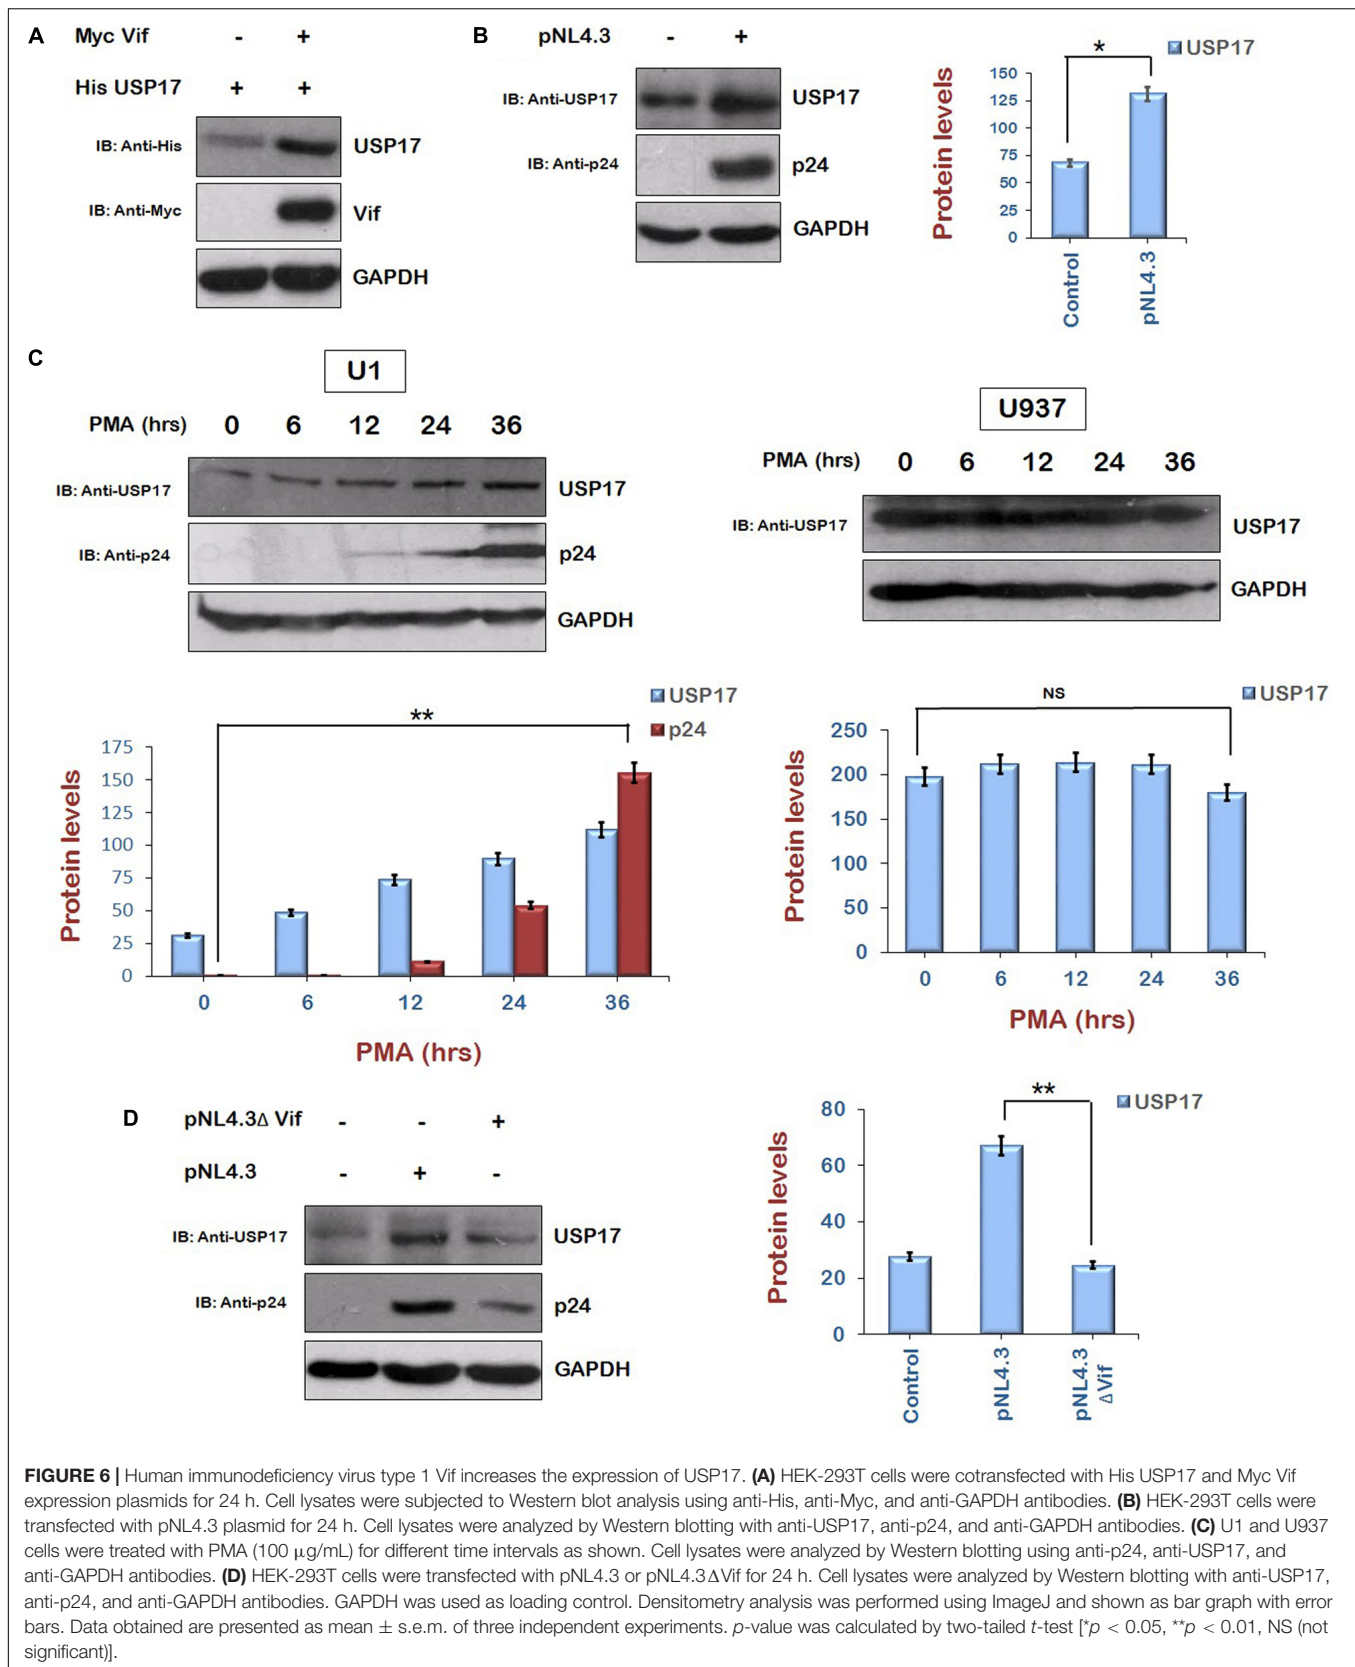 A
Myc Vif - +
His USP17 + +
IB: Anti-His USP17
IB: Anti-Myc Vif
GAPDH
B
pNL4.3 - +
IB: Anti-USP17 USP17
IB: Anti-p24 p24
GAPDH
USP17
*
Protein levels
150
125
100
75
50
25
0
Control
pNL4.3
C
U1
PMA (hrs) 0 6 12 24 36
IB: Anti-USP17 USP17
IB: Anti-p24 p24
GAPDH
U937
PMA (hrs) 0 6 12 24 36
IB: Anti-USP17 USP17
GAPDH
USP17
p24
**
Protein levels
175
150
125
100
75
50
25
0
0 6 12 24 36
PMA (hrs)
USP17
NS
Protein levels
250
200
150
100
50
0
0 6 12 24 36
PMA (hrs)
D
pNL4.3Δ Vif - - +
pNL4.3 - + -
IB: Anti-USP17 USP17
IB: Anti-p24 p24
GAPDH
USP17
**
Protein levels
80
60
40
20
0
Control
pNL4.3
pNL4.3
ΔVif
FIGURE 6 | Human immunodeficiency virus type 1 Vif increases the expression of USP17. (A) HEK-293T cells were cotransfected with His USP17 and Myc Vif
expression plasmids for 24 h. Cell lysates were subjected to Western blot analysis using anti-His, anti-Myc, and anti-GAPDH antibodies. (B) HEK-293T cells were
transfected with pNL4.3 plasmid for 24 h. Cell lysates were analyzed by Western blotting with anti-USP17, anti-p24, and anti-GAPDH antibodies. (C) U1 and U937
cells were treated with PMA (100 μg/mL) for different time intervals as shown. Cell lysates were analyzed by Western blotting using anti-p24, anti-USP17, and
anti-GAPDH antibodies. (D) HEK-293T cells were transfected with pNL4.3 or pNL4.3ΔVif for 24 h. Cell lysates were analyzed by Western blotting with anti-USP17,
anti-p24, and anti-GAPDH antibodies. GAPDH was used as loading control. Densitometry analysis was performed using ImageJ and shown as bar graph with error
bars. Data obtained are presented as mean ± s.e.m. of three independent experiments. p-value was calculated by two-tailed t-test [*p < 0.05, **p < 0.01, NS (not
significant)].